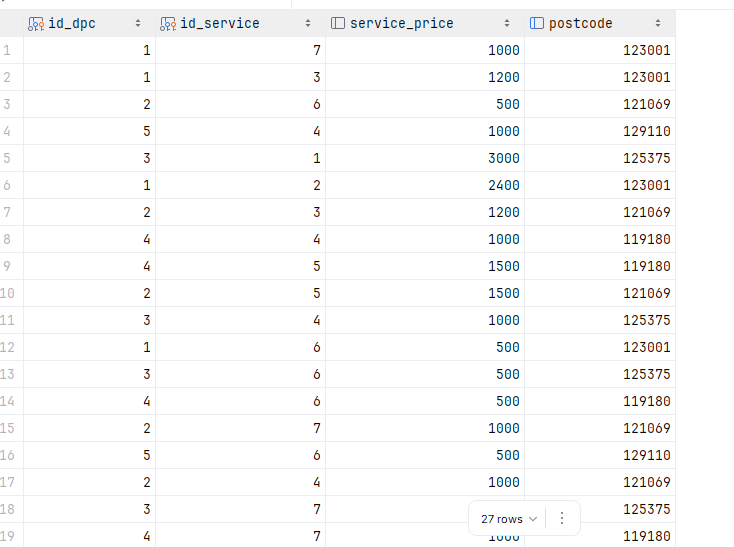 id_dpc id_service service_price postcode
1 1 7 1000 123001
2 1 3 1200 123001
3 2 6 500 121069
4 5 4 1000 129110
5 3 1 3000 125375
6 1 2 2400 123001
7 2 3 1200 121069
8 4 4 1000 119180
9 4 5 1500 119180
10 2 5 1500 121069
11 3 4 1000 125375
12 1 6 500 123001
13 3 6 500 125375
14 4 6 500 119180
15 2 7 1000 121069
16 5 6 500 129110
17 2 4 1000 121069
18 3 7 125375
27 rows
19 4 7 1000 119180